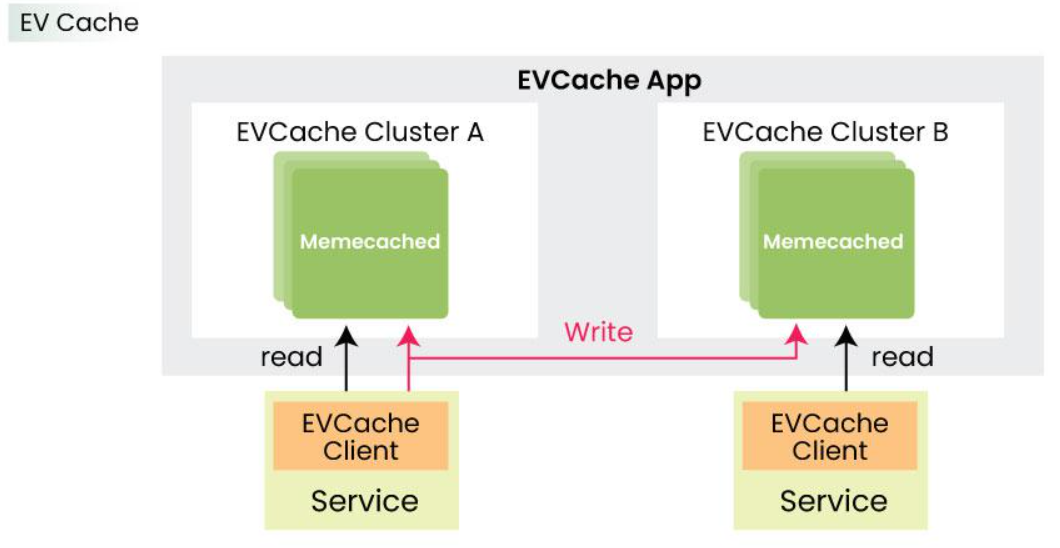 EV Cache
EVCache App
EVCache Cluster A
EVCache Cluster B
Memecached
Memecached
Write
read
read
EVCache
Client
Service
EVCache
Client
Service